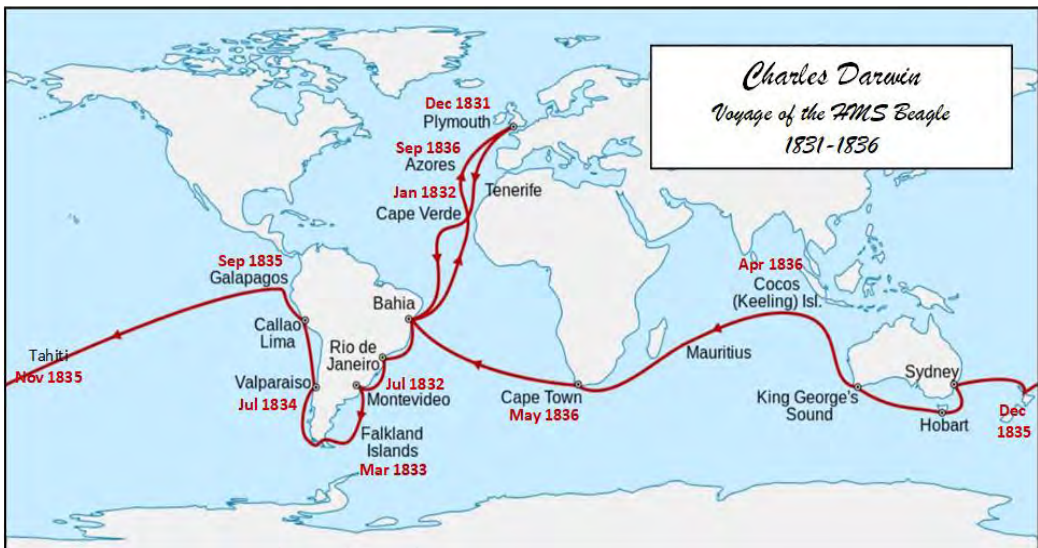 Charles Darwin
Voyage of the HMS Beagle
1831-1836
Dec 1831
Plymouth
Sep 1836
Azores
Jan 1832
Cape Verde
Tenerife
Sep 1835
Galapagos
Apr 1836
Cocos
(Keeling) Isl.
Bahia
Callao
Lima
Rio de
Janeiro
Mauritius
Tahiti
Nov 1835
Valparaiso
Jul 1834
Jul 1832
Montevideo
Cape Town
May 1836
King George's
Sound
Sydney
Hobart
Dec
1835
Falkland
Islands
Mar 1833